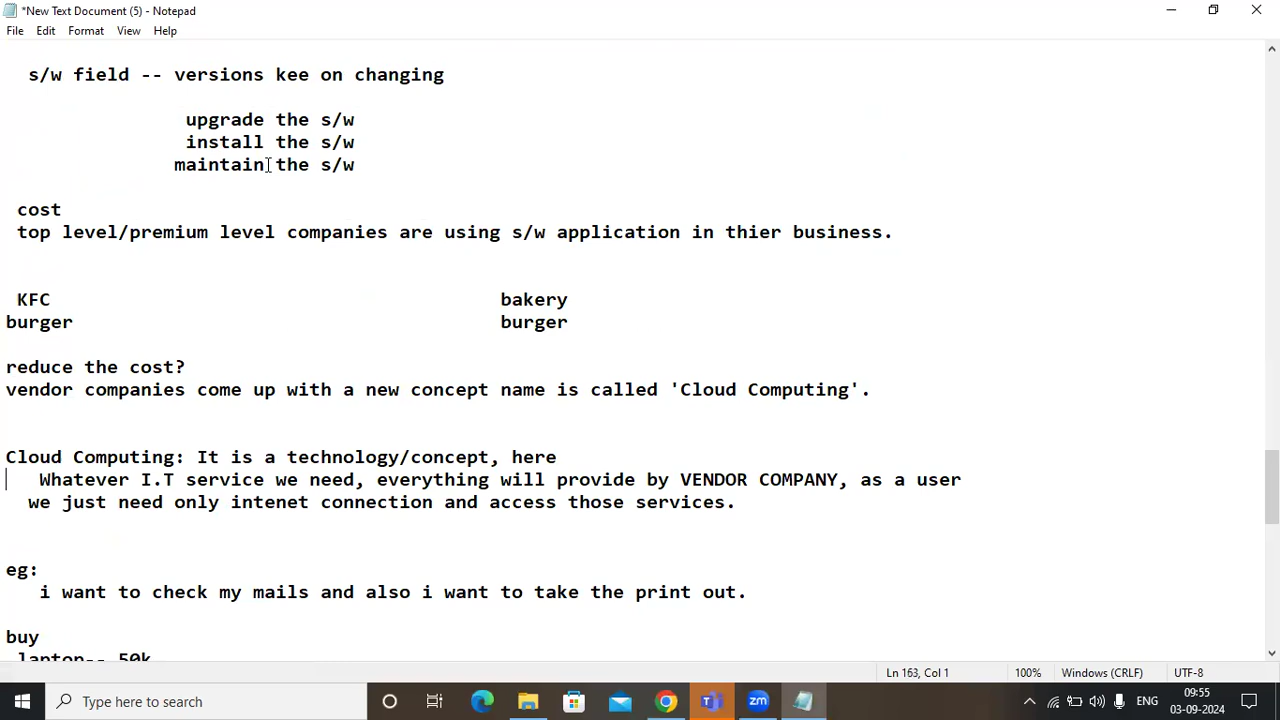 *New Text Document (5) - Notepad
File Edit Format View Help
s/w field -- versions kee on changing
upgrade the s/w
install the s/w
maintain the s/w
cost
top level/premium level companies are using s/w application in thier business.
KFC bakery
burger burger
reduce the cost?
vendor companies come up with a new concept name is called 'Cloud Computing'.
Cloud Computing: It is a technology/concept, here
Whatever I.T service we need, everything will provide by VENDOR COMPANY, as a user
we just need only intenet connection and access those services.
eg:
i want to check my mails and also i want to take the print out.
buy
laptop-- 50k
Ln 163, Col 1 100% Windows (CRLF) UTF-8
Type here to search
ENG
09:55
03-09-2024